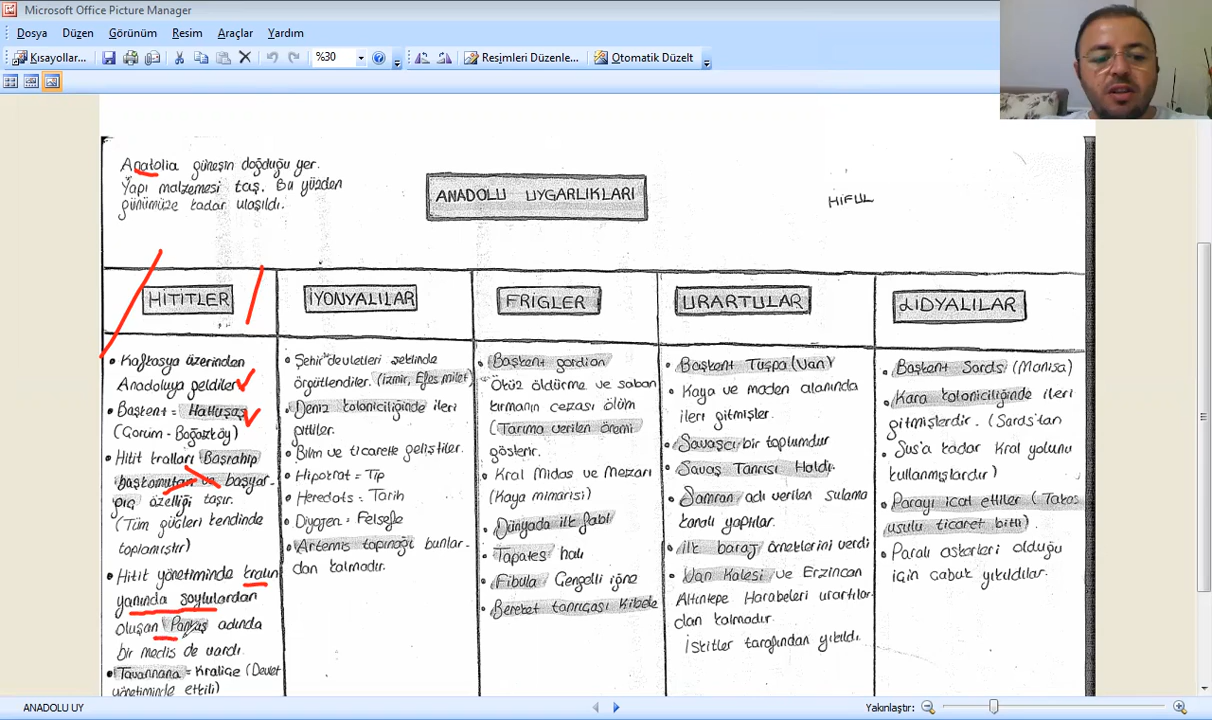 Microsoft Office Picture Manager
Dosya Düzen Görünüm Resim Araçlar Yardım
Kısayollar... %30 Resimleri Düzenle... Otomatik Düzelt
Anatolia güneşin doğduğu yer.
Yapı malzemesi taş. Bu yüzden
günümüze kadar ulaşıldı.
ANADOLU UYGARLIKLARI
HİFUL
HİTİTLER
• Kafkasya üzerinden
Anadoluya geldiler
• Başkent = Hattuşaş
(Çorum - Boğazköy)
• Hitit kralları Başrahip
başkomutan ve başyar-
gıç özelliği taşır.
(Tüm güçleri kendinde
toplamıştır)
• Hitit yönetiminde kralın
yanında soylulardan
oluşan Pankuş adında
bir meclis de vardı.
• Tavannana = Kraliçe (Devlet
yönetiminde etkili)
İYONYALILAR
• Şehir devletleri şeklinde
örgütlendiler. (İzmir, Efes, milet)
• Deniz koloniciliğinde ileri
gittiler.
• Bilim ve ticarette geliştiler.
• Hipokrat = Tıp
• Heredots = Tarih
• Diyojen = Felsefe
• Artemis tapınağı bunlar-
dan kalmadır.
FRİGLER
• Başkent gordion
Öküz öldürme ve saban
kırmanın cezası ölüm
(Tarıma verilen önemi
gösterir.
• Kral Midas ve Mezarı
(Kaya mimarisi)
• Dünyada ilk fabl
• Tapates halı
• Fibula Çengelli iğne
• Bereket tanrıçası Kibele
URARTULAR
• Başkent Tuşpa (Van)
• Kaya ve maden alanında
ileri gitmişler.
• Savaşçı bir toplumdur
• Savaş Tanrısı Haldi
• Şamran adı verilen sulama
kanalı yaptılar.
• İlk baraj örneklerini verdi
• Van Kalesi ve Erzincan
Altıntepe Harabeleri urartılar
dan kalmadır.
İskitler tarafından yıkıldı.
LİDYALILAR
• Başkent Sards (Manisa)
• Kara koloniciliğinde ileri
gitmişlerdir. (Sards'tan
Sus'a kadar Kral yolunu
kullanmışlardır)
• Parayı icat ettiler (Takas
usulu ticaret bitti).
• Paralı askerleri olduğu
için çabuk yıkıldılar.
ANADOLU UY
Yakınlaştır: